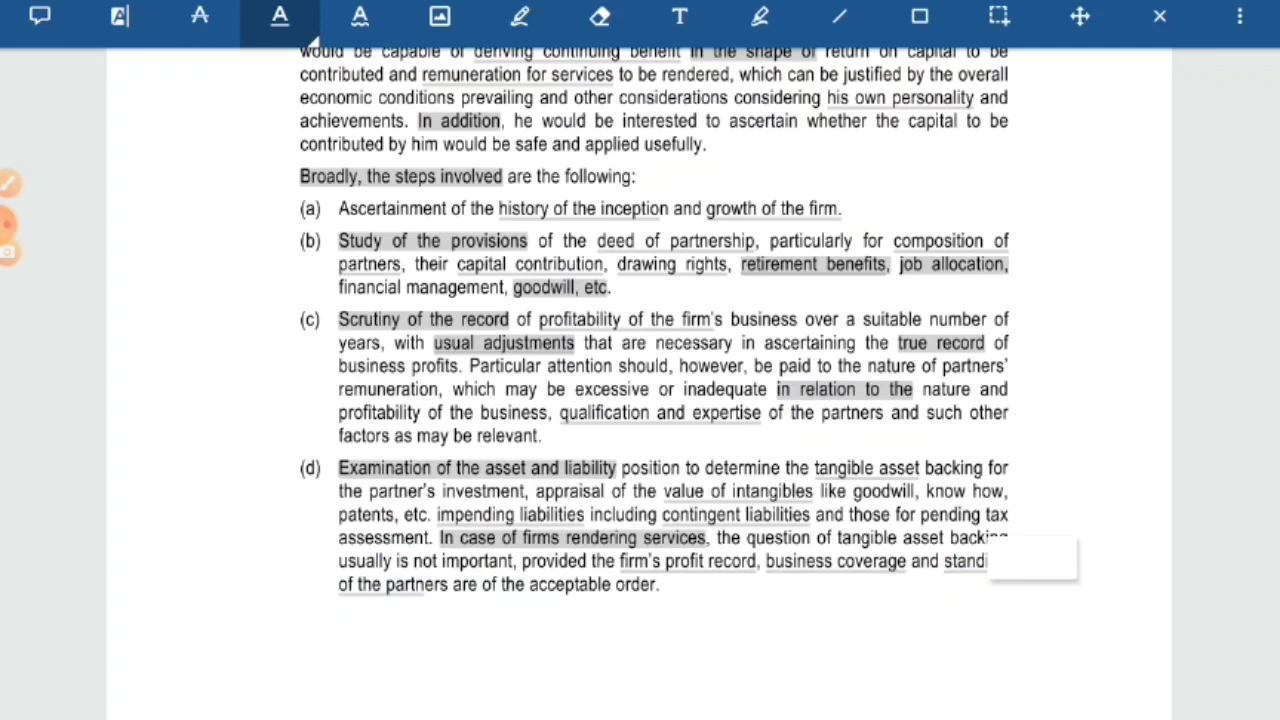 would be capable of deriving continuing benefit in the shape of return on capital to be
contributed and remuneration for services to be rendered, which can be justified by the overall
economic conditions prevailing and other considerations considering his own personality and
achievements. In addition, he would be interested to ascertain whether the capital to be
contributed by him would be safe and applied usefully.
Broadly, the steps involved are the following:
(a) Ascertainment of the history of the inception and growth of the firm.
(b) Study of the provisions of the deed of partnership, particularly for composition of
partners, their capital contribution, drawing rights, retirement benefits, job allocation,
financial management, goodwill, etc.
(c) Scrutiny of the record of profitability of the firm's business over a suitable number of
years, with usual adjustments that are necessary in ascertaining the true record of
business profits. Particular attention should, however, be paid to the nature of partners'
remuneration, which may be excessive or inadequate in relation to the nature and
profitability of the business, qualification and expertise of the partners and such other
factors as may be relevant.
(d) Examination of the asset and liability position to determine the tangible asset backing for
the partner's investment, appraisal of the value of intangibles like goodwill, know how,
patents, etc. impending liabilities including contingent liabilities and those for pending tax
assessment. In case of firms rendering services, the question of tangible asset backing
usually is not important, provided the firm's profit record, business coverage and standi
of the partners are of the acceptable order.